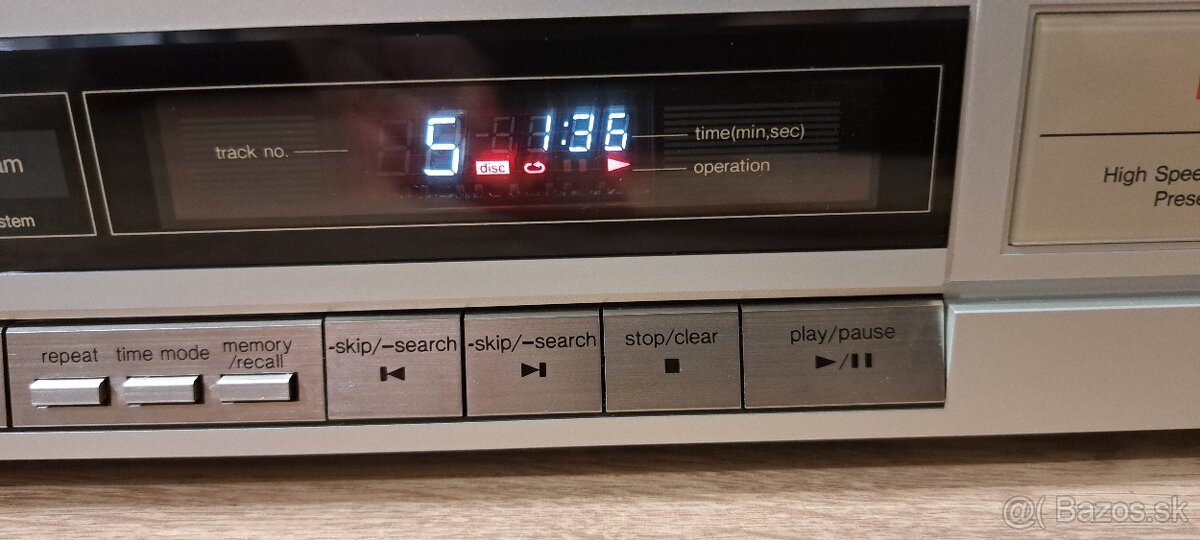 am
stem
track no.
5 1:36
disc
time(min,sec)
operation
High Spee
Prese
repeat
time mode
memory
/recall
-skip/–search
-skip/–search
stop/clear
play/pause
Bazos.sk